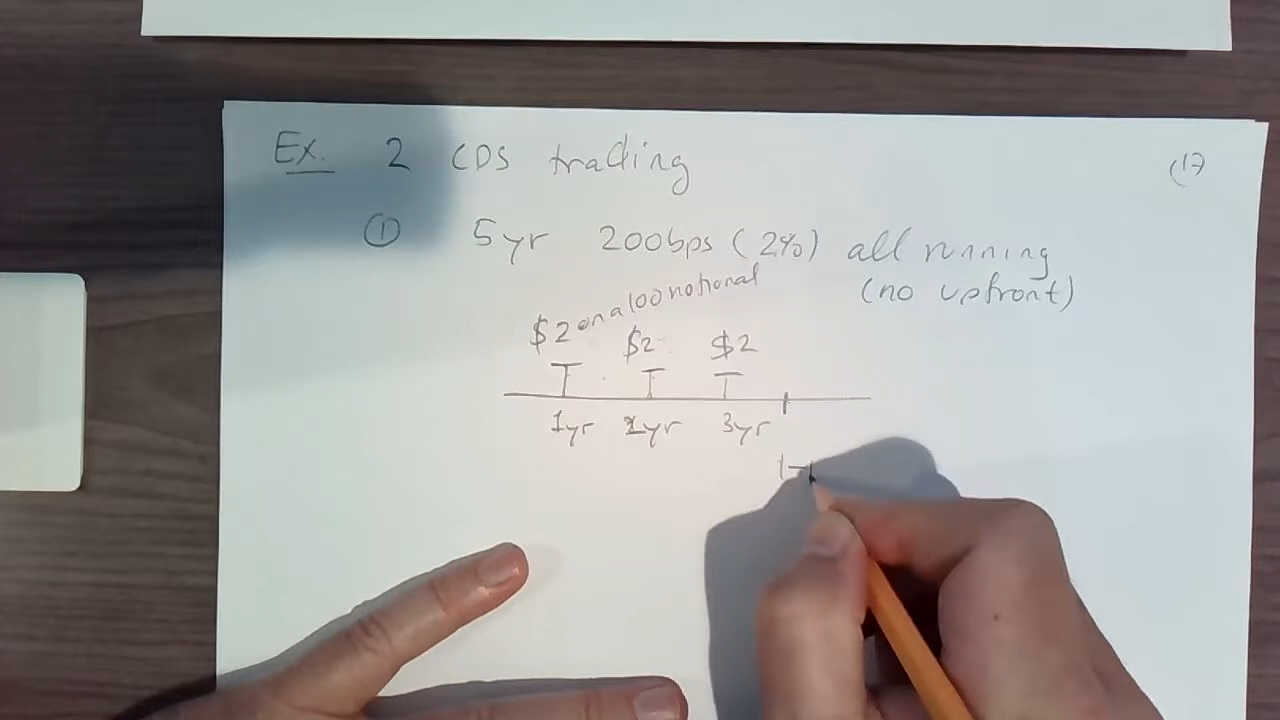 Ex. 2 CDS trading
(17
① 5yr 200bps (2%) all running
(no upfront)
$2 on a 100 notional $2 $2
1yr 2yr 3yr
1-